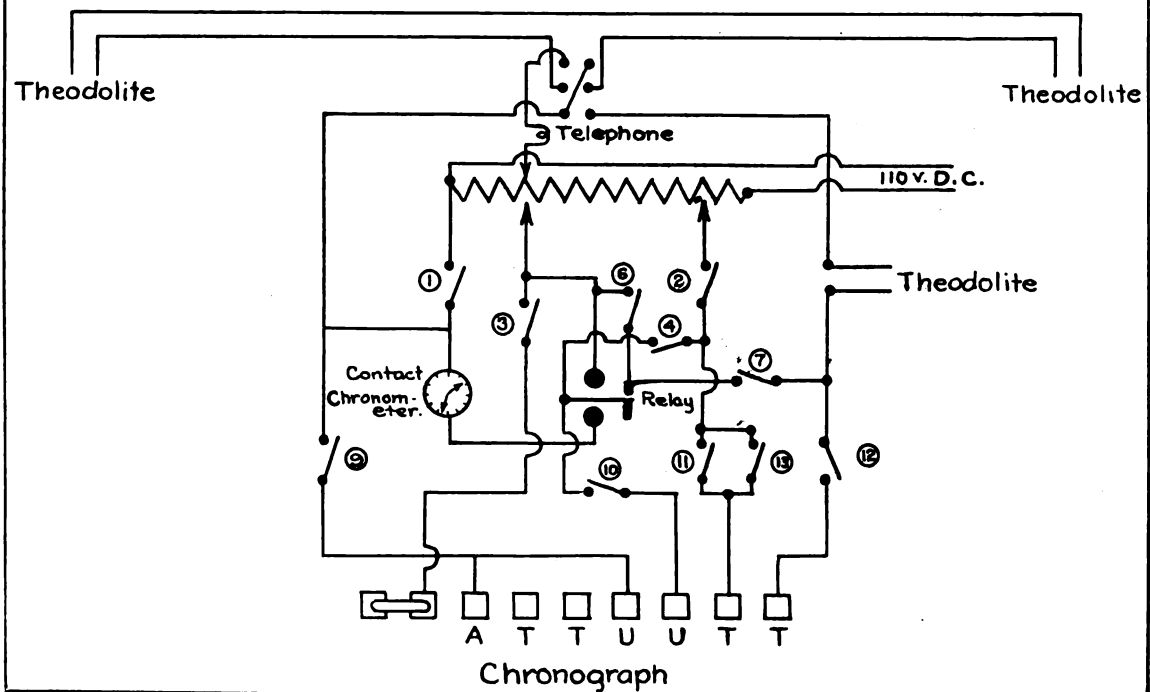 Theodolite
Theodolite
Telephone
110 v. D.C.
①
⑥
②
Theodolite
③
④
⑦
Contact
Chronom-
eter.
Relay
⑨
⑩
⑪
⑬
⑫
A T T U U T T
Chronograph